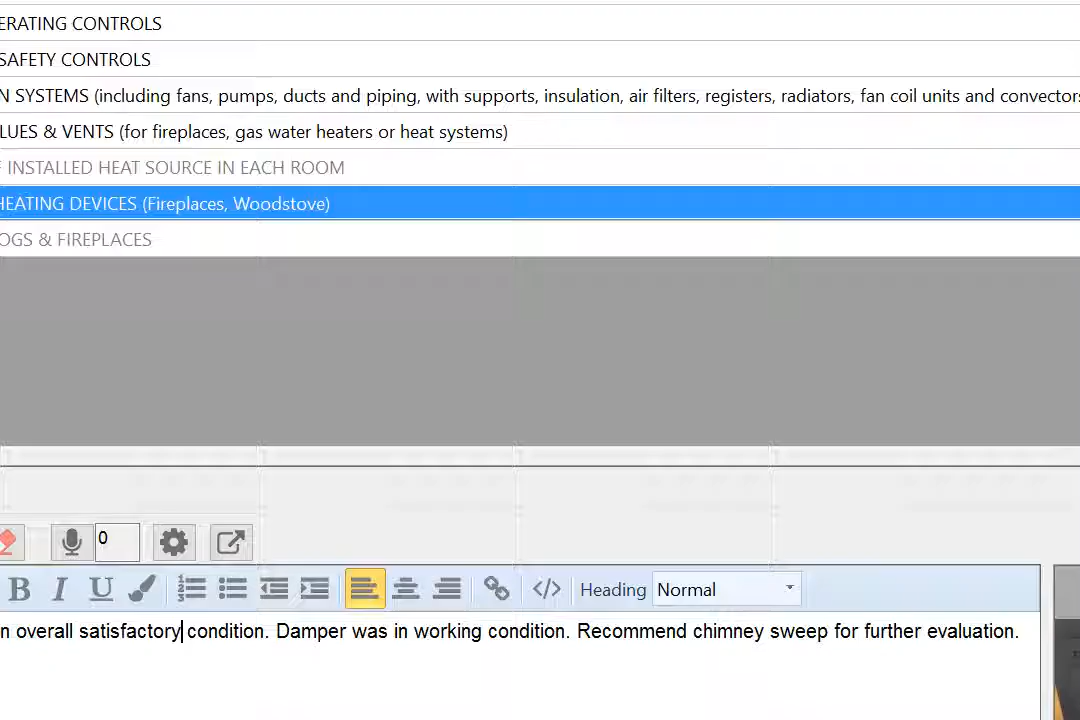 ERATING CONTROLS
SAFETY CONTROLS
N SYSTEMS (including fans, pumps, ducts and piping, with supports, insulation, air filters, registers, radiators, fan coil units and convectors
LUES & VENTS (for fireplaces, gas water heaters or heat systems)
INSTALLED HEAT SOURCE IN EACH ROOM
HEATING DEVICES (Fireplaces, Woodstove)
OGS & FIREPLACES
0
B I U </> Heading Normal
n overall satisfactory condition. Damper was in working condition. Recommend chimney sweep for further evaluation.